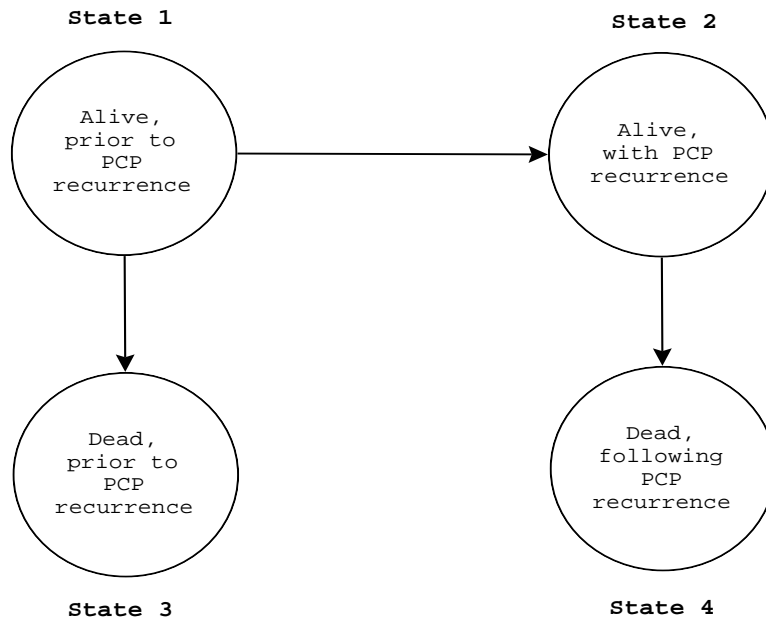 State 1
State 2
Alive,
prior to
PCP
recurrence
Alive,
with PCP
recurrence
Dead,
prior to
PCP
recurrence
Dead,
following
PCP
recurrence
State 3
State 4